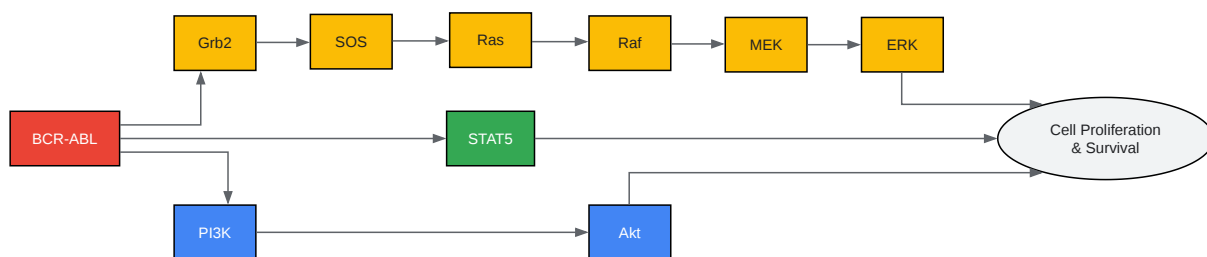 Grb2
SOS
Ras
Raf
MEK
ERK
BCR-ABL
STAT5
Cell Proliferation
& Survival
PI3K
Akt